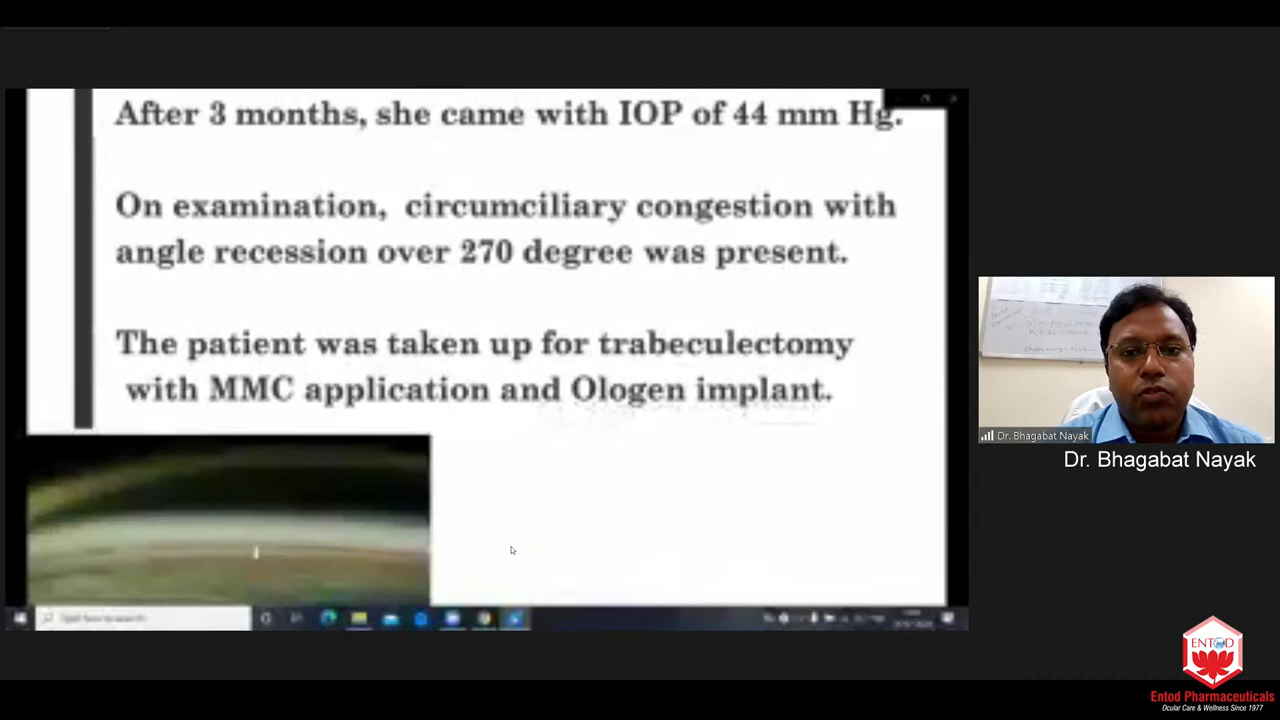 After 3 months, she came with IOP of 44 mm Hg.
On examination, circumciliary congestion with
angle recession over 270 degree was present.
The patient was taken up for trabeculectomy
with MMC application and Ologen implant.
Dr. Bhagabat Nayak
Dr. Bhagabat Nayak
ENTOD
Entod Pharmaceuticals
Ocular Care & Wellness Since 1977